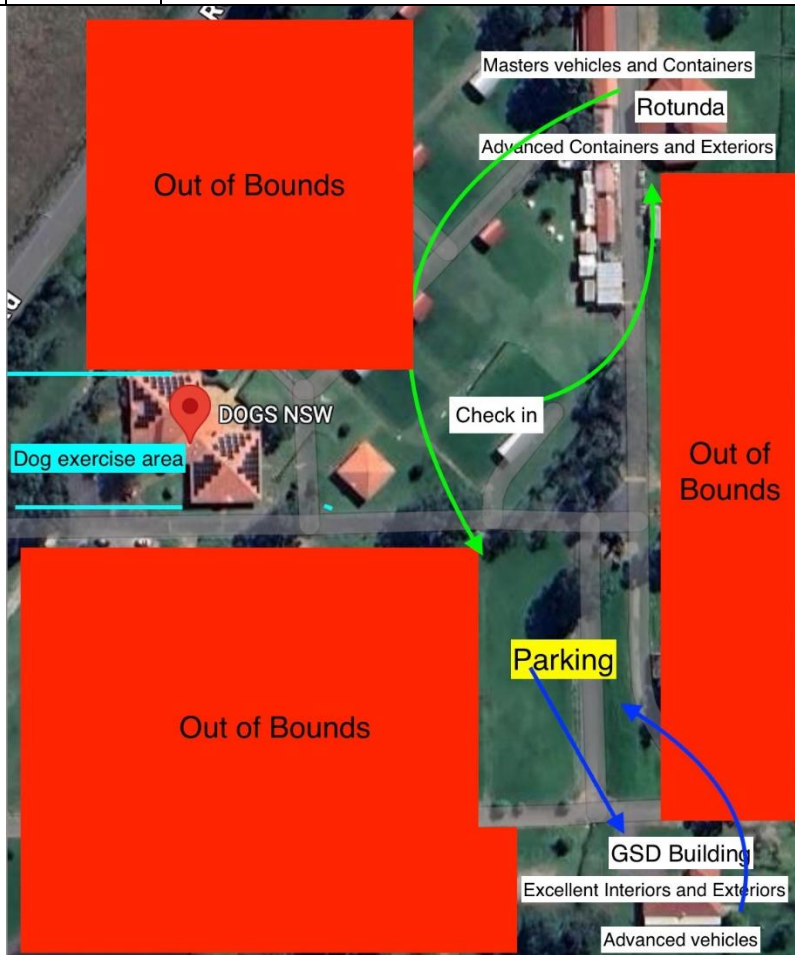 R
Masters vehicles and Containers
Rotunda
Advanced Containers and Exteriors
Out of Bounds
d
DOGS NSW
Check in
Dog exercise area
Out of
Bounds
Parking
Out of Bounds
GSD Building
Excellent Interiors and Exteriors
Advanced vehicles